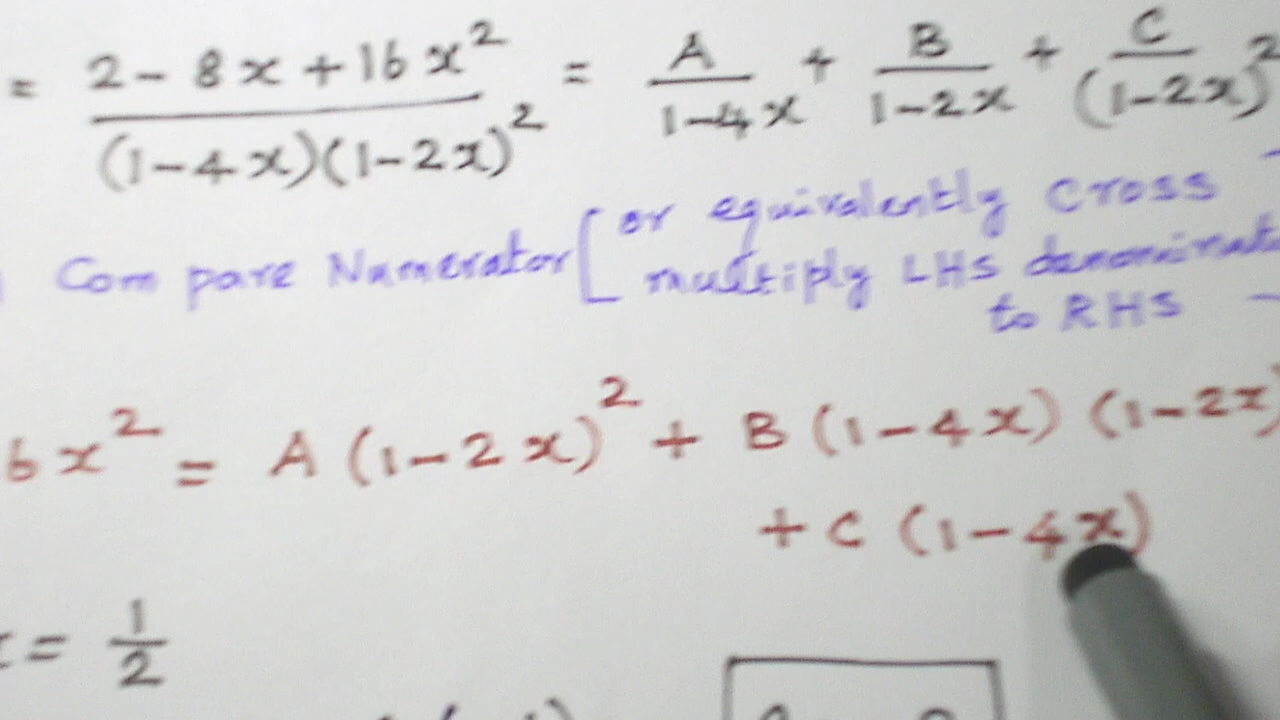 = 2 - 8x + 16x² / (1-4x)(1-2x)² = A / 1-4x + B / 1-2x + C / (1-2x)²
Compare Numerator [ or equivalently cross
multiply LHS denominat
to RHS
6x² = A (1-2x)² + B (1-4x) (1-2x)
+ C (1-4x)
x = 1/2